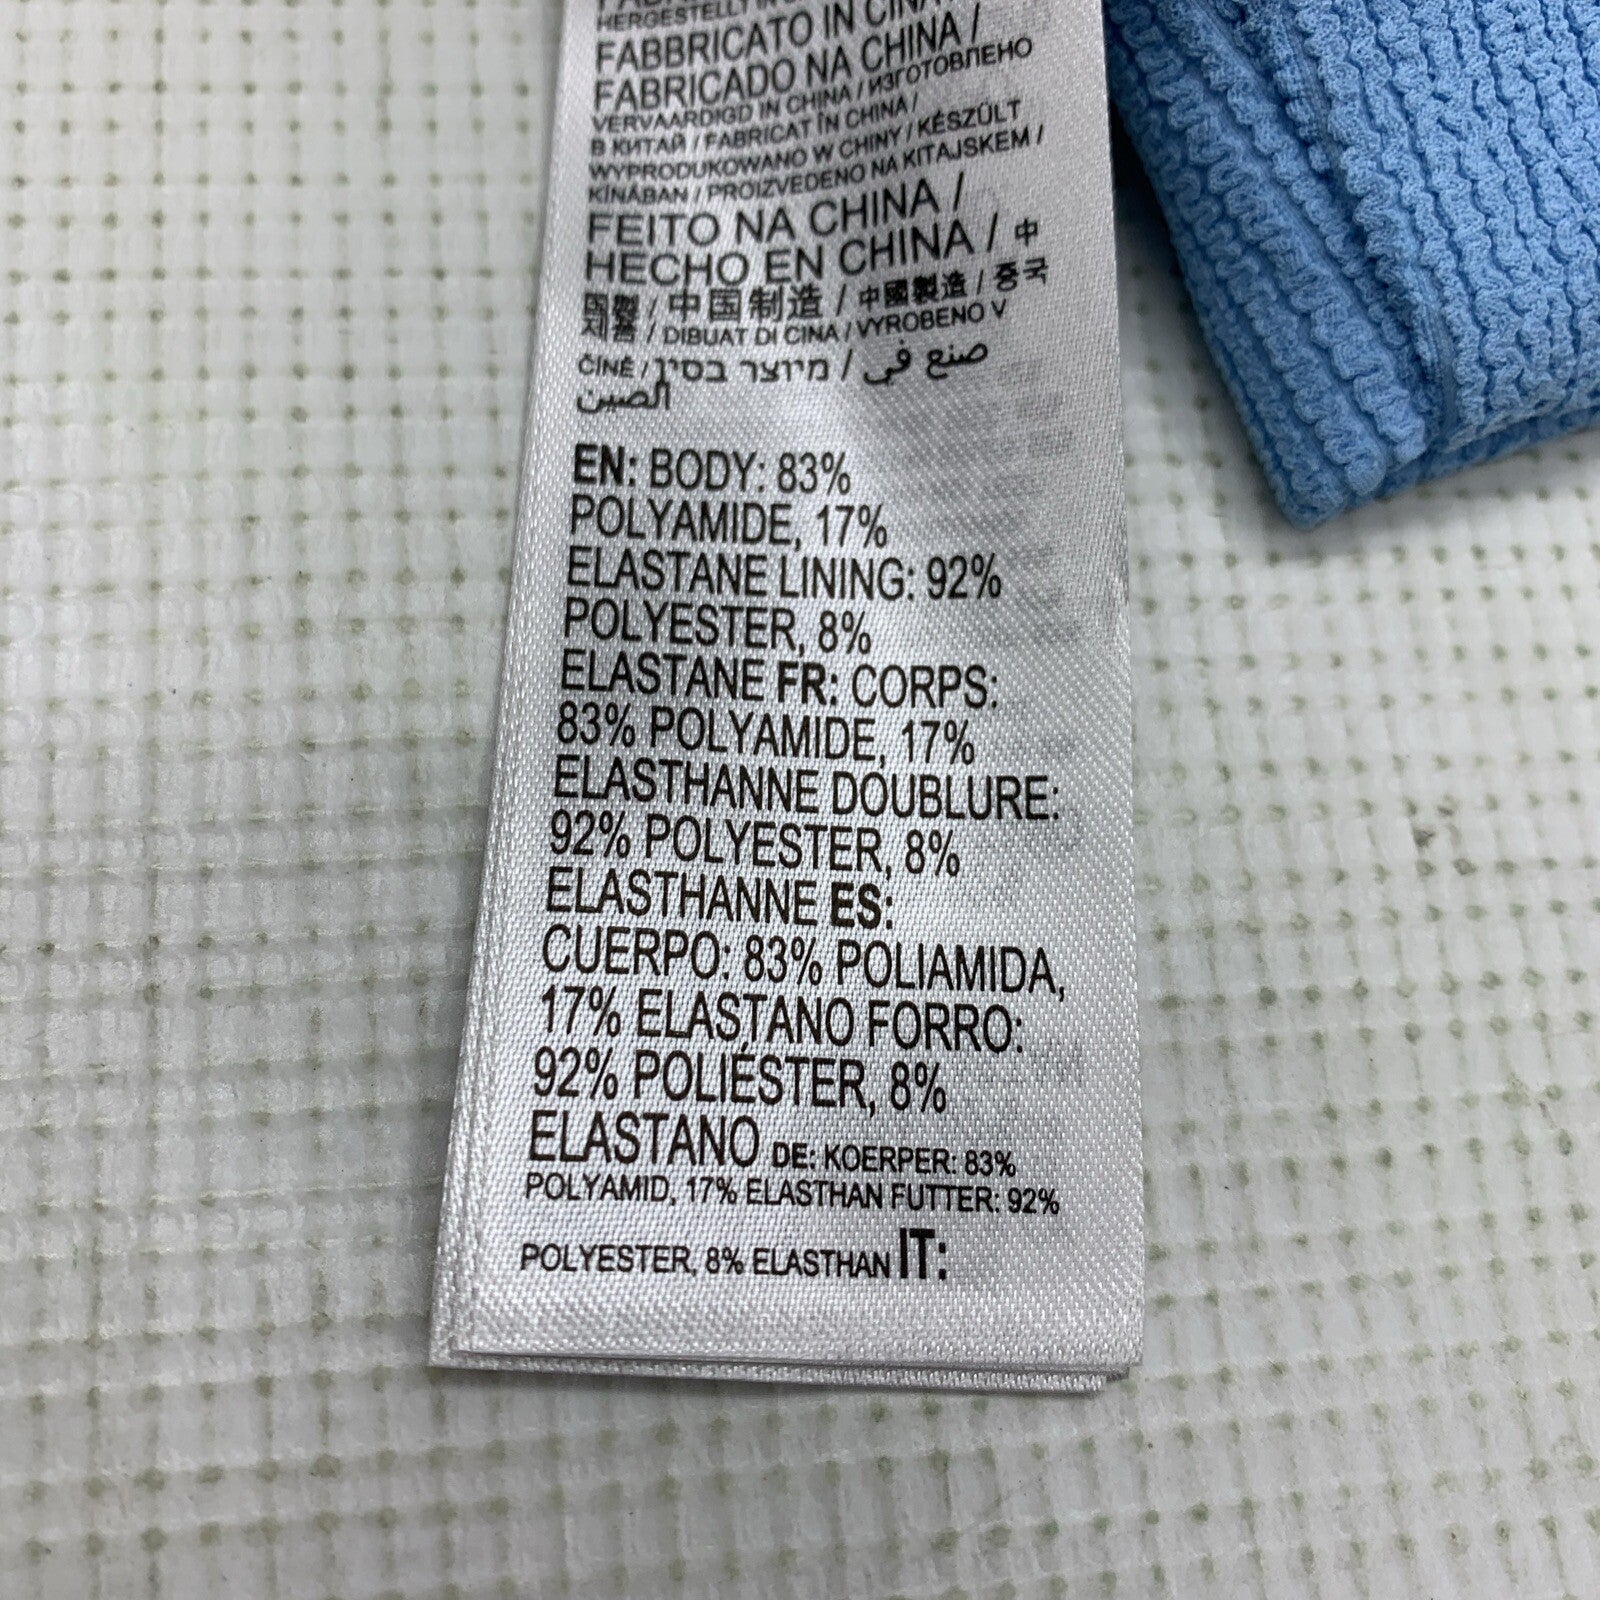 HERGESTELLT IN
FABBRICATO IN CINA
FABRICADO NA CHINA /
VERVAARDIGD IN CHINA / ИЗГОТОВЛЕНО
В КИТАЙ / FABRICAT ÎN CHINA /
WYPRODUKOWANO W CHINY / KÉSZÜLT
KÍNÁBAN / PROIZVEDENO NA KITAJSKEM /
FEITO NA CHINA /
HECHO EN CHINA / 中
国製 / 中国制造 / 中國製造 / 중국
제품 / DIBUAT DI CINA / VYROBENO V
ČÍNĚ / מיוצר בסין / صنع في
الصين
EN: BODY: 83%
POLYAMIDE, 17%
ELASTANE LINING: 92%
POLYESTER, 8%
ELASTANE FR: CORPS:
83% POLYAMIDE, 17%
ELASTHANNE DOUBLURE:
92% POLYESTER, 8%
ELASTHANNE ES:
CUERPO: 83% POLIAMIDA,
17% ELASTANO FORRO:
92% POLIÉSTER, 8%
ELASTANO DE: KOERPER: 83%
POLYAMID, 17% ELASTHAN FUTTER: 92%
POLYESTER, 8% ELASTHAN IT: